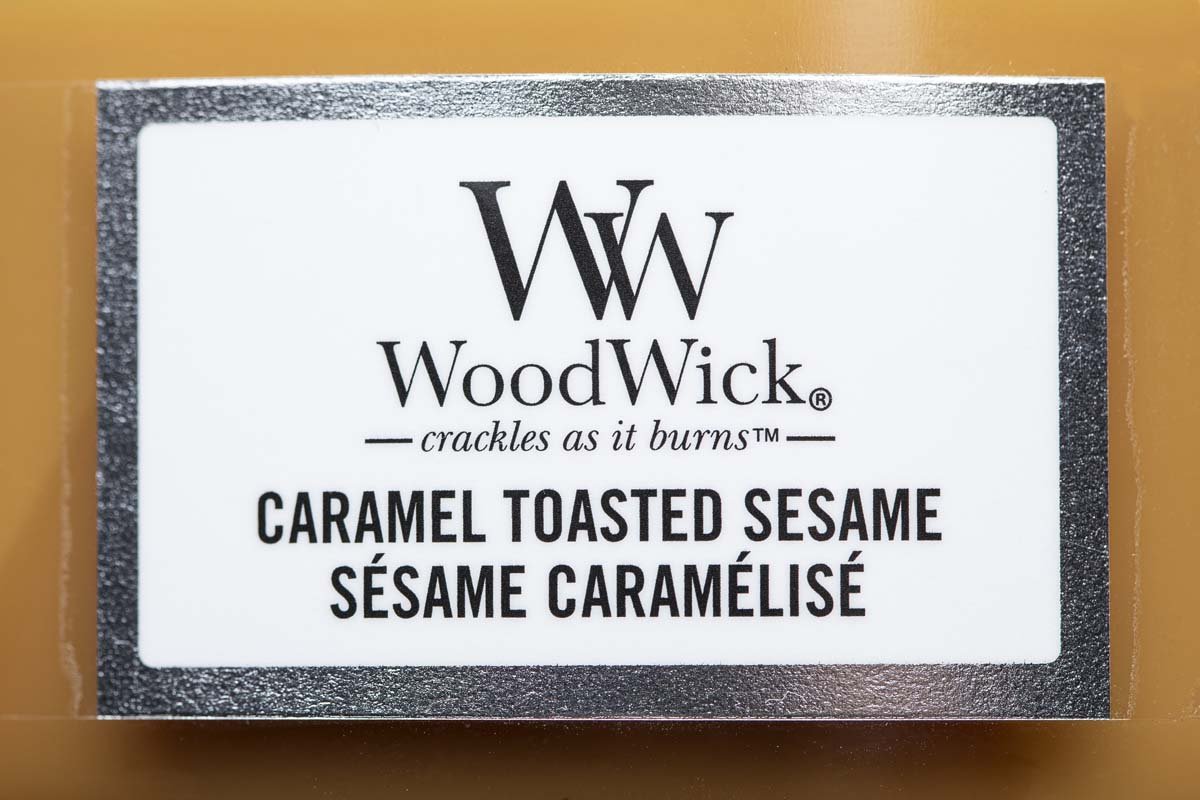 WW
WoodWick®
crackles as it burns™
CARAMEL TOASTED SESAME
SÉSAME CARAMÉLISÉ